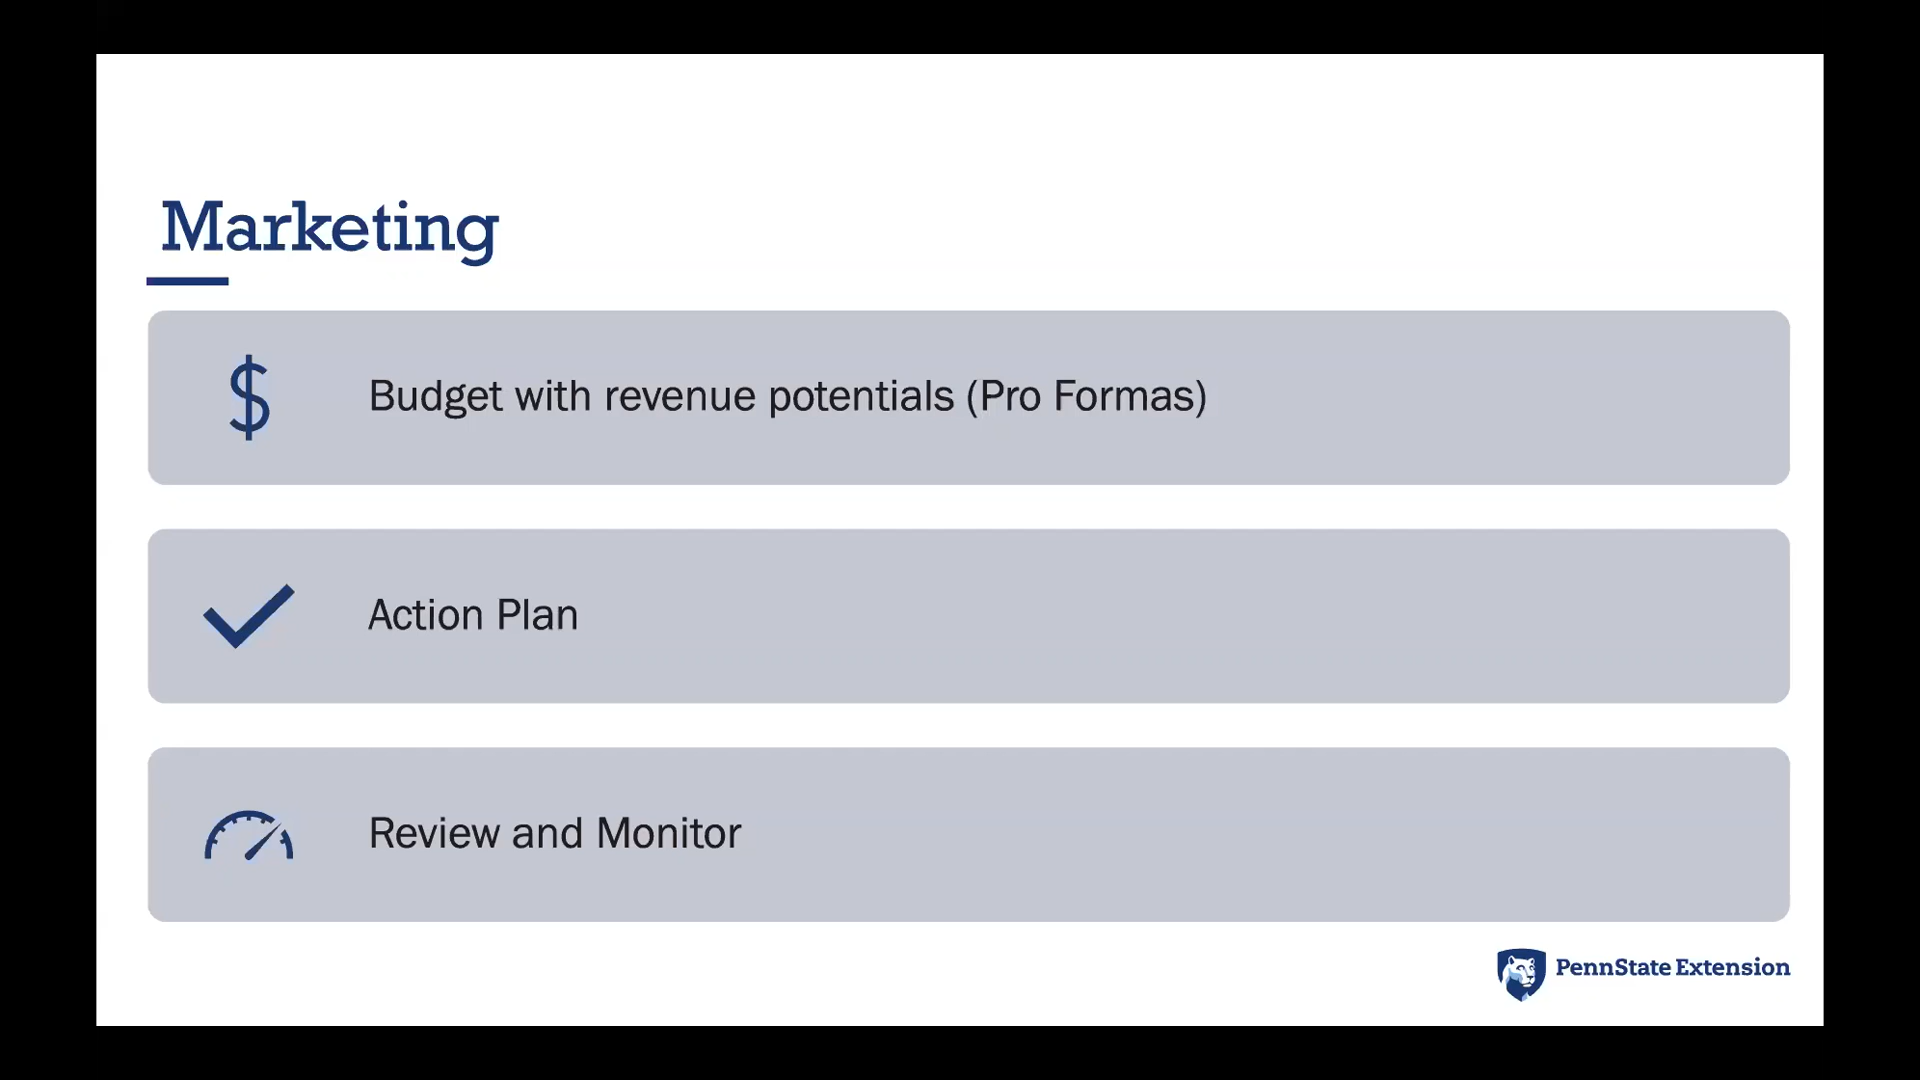 Marketing
$
Budget with revenue potentials (Pro Formas)
Action Plan
Review and Monitor
PennState Extension